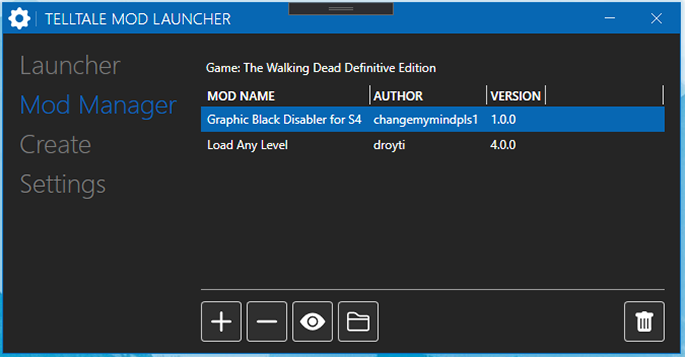 TELLTALE MOD LAUNCHER
Launcher
Mod Manager
Create
Settings
Game: The Walking Dead Definitive Edition
MOD NAME AUTHOR VERSION
Graphic Black Disabler for S4 changemymindpls1 1.0.0
Load Any Level droyti 4.0.0